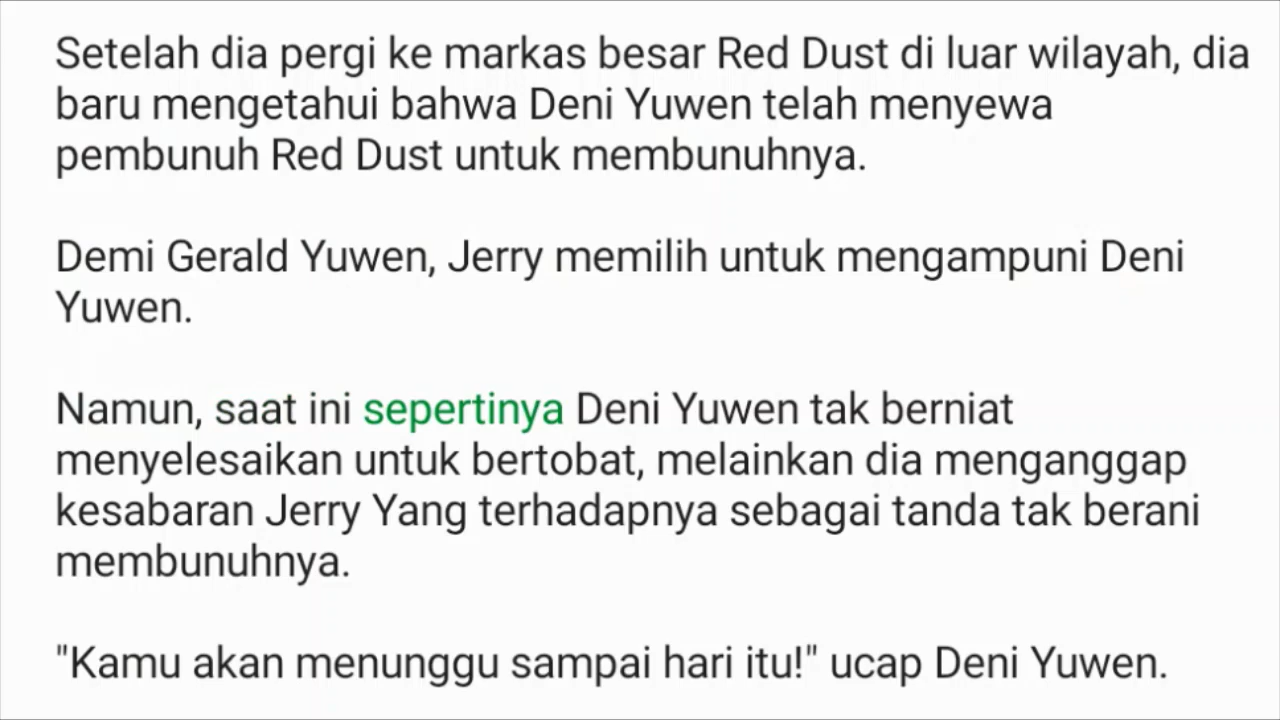 Setelah dia pergi ke markas besar Red Dust di luar wilayah, dia
baru mengetahui bahwa Deni Yuwen telah menyewa
pembunuh Red Dust untuk membunuhnya.
Demi Gerald Yuwen, Jerry memilih untuk mengampuni Deni
Yuwen.
Namun, saat ini sepertinya Deni Yuwen tak berniat
menyelesaikan untuk bertobat, melainkan dia menganggap
kesabaran Jerry Yang terhadapnya sebagai tanda tak berani
membunuhnya.
"Kamu akan menunggu sampai hari itu!" ucap Deni Yuwen.